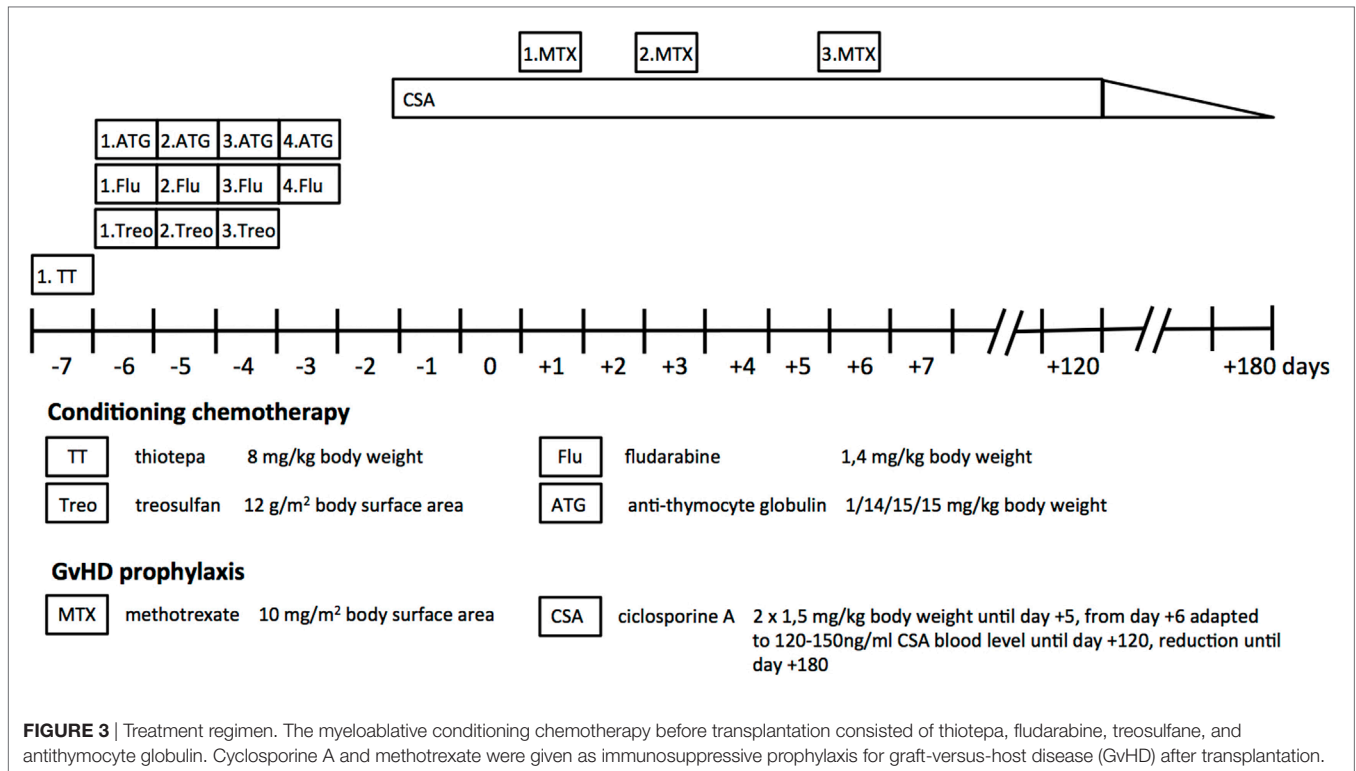 1.MTX 2.MTX 3.MTX
CSA
1.ATG 2.ATG 3.ATG 4.ATG
1.Flu 2.Flu 3.Flu 4.Flu
1.Treo 2.Treo 3.Treo
1. TT
-7 -6 -5 -4 -3 -2 -1 0 +1 +2 +3 +4 +5 +6 +7 +120 +180 days
Conditioning chemotherapy
TT thiotepa 8 mg/kg body weight Flu fludarabine 1,4 mg/kg body weight
Treo treosulfan 12 g/m² body surface area ATG anti-thymocyte globulin 1/14/15/15 mg/kg body weight
GvHD prophylaxis
MTX methotrexate 10 mg/m² body surface area CSA ciclosporine A 2 x 1,5 mg/kg body weight until day +5, from day +6 adapted
to 120-150ng/ml CSA blood level until day +120, reduction until
day +180
FIGURE 3 | Treatment regimen. The myeloablative conditioning chemotherapy before transplantation consisted of thiotepa, fludarabine, treosulfane, and
antithymocyte globulin. Cyclosporine A and methotrexate were given as immunosuppressive prophylaxis for graft-versus-host disease (GvHD) after transplantation.